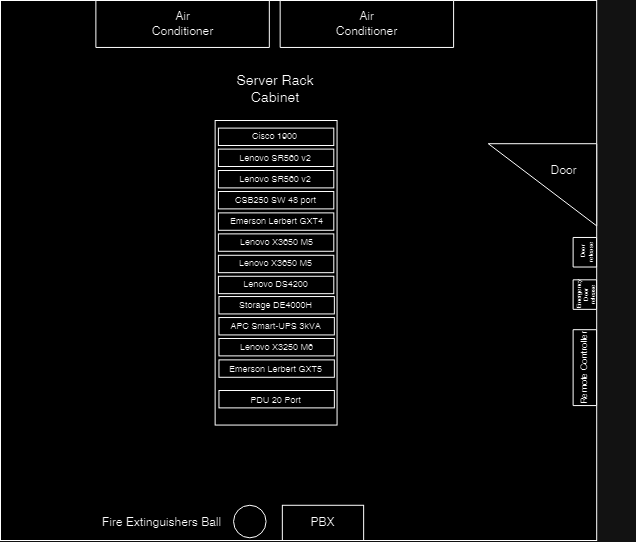 Air
Conditioner
Air
Conditioner
Server Rack
Cabinet
Cisco 1900
Lenovo SR560 v2
Lenovo SR560 v2
CSB250 SW 48 port
Emerson Lerbert GXT4
Lenovo X3650 M5
Lenovo X3650 M5
Lenovo DS4200
Storage DE4000H
APC Smart-UPS 3kVA
Lenovo X3250 M6
Emerson Lerbert GXT5
PDU 20 Port
Door
Door
release
Emergency
Door
release
Remote Controller
Fire Extinguishers Ball
PBX